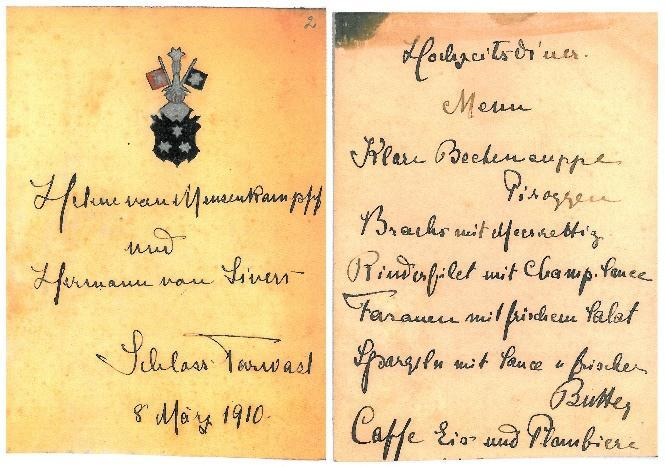 2
Helene von Mensenkampff
und
Hermann von Sivers
Schloss Tarwast
8 März 1910.
Hochzeitsdiner.
Menu
Klare Beetensuppe
Piroggen
Brachs mit Meerrettig
Rinderfilet mit Champ. Sauce
Fasanen mit frischem Salat
Spargeln mit Sauce u frischer
Butter
Caffe Eis und Plombiere